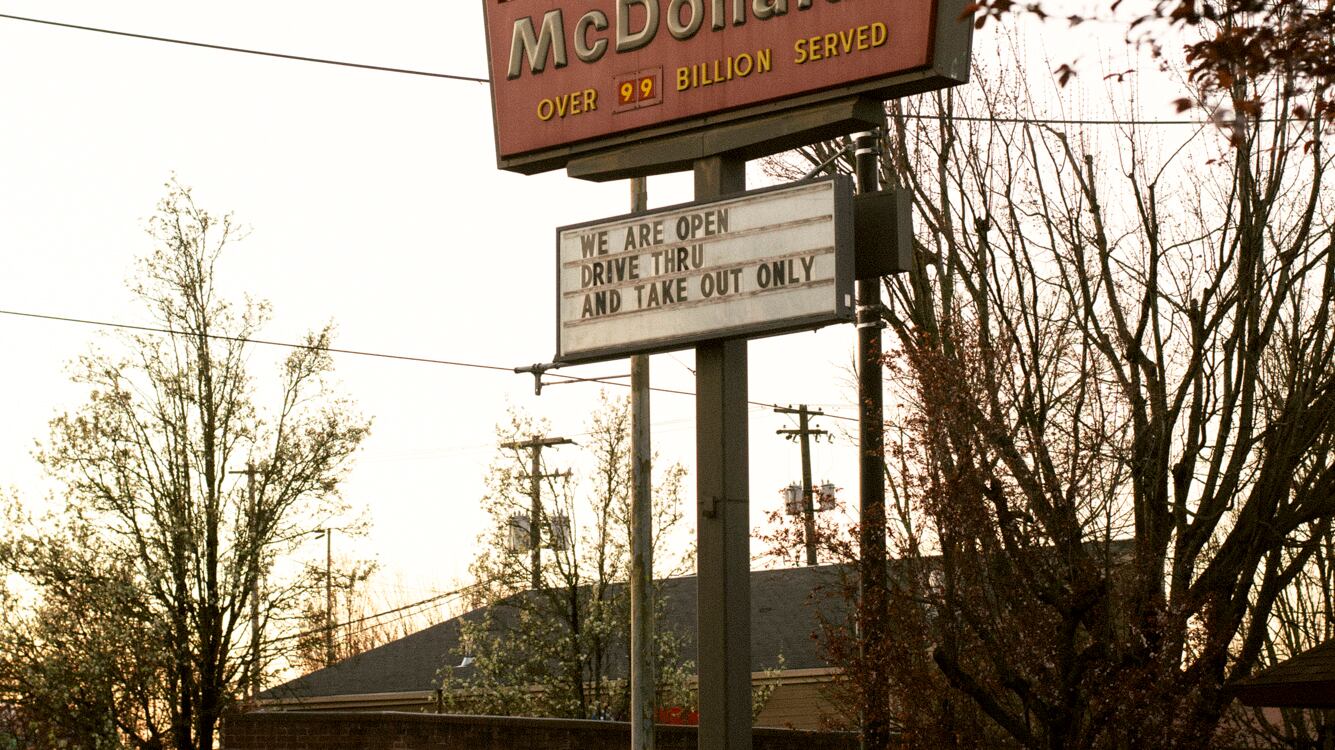 McDonald
OVER 99 BILLION SERVED
WE ARE OPEN
DRIVE THRU
AND TAKE OUT ONLY